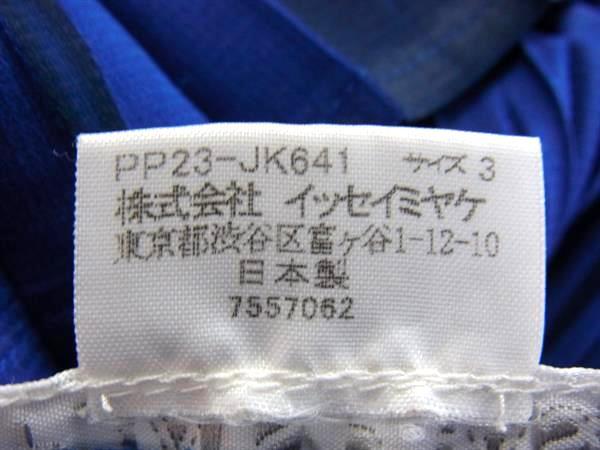 PP23-JK641 サイズ 3
株式会社 イッセイミヤケ
東京都渋谷区富ヶ谷1-12-10
日本製
7557062